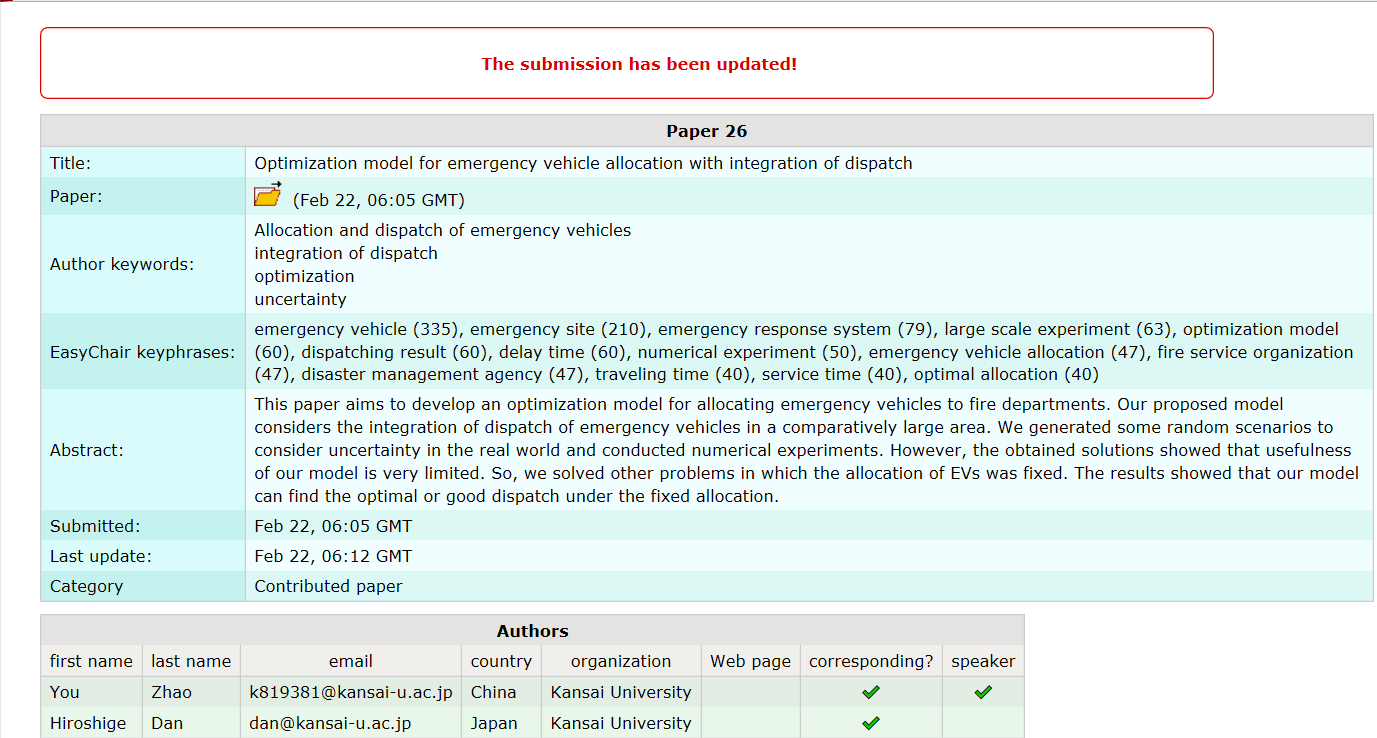 The submission has been updated!
Paper 26
Title: Optimization model for emergency vehicle allocation with integration of dispatch
Paper: (Feb 22, 06:05 GMT)
Author keywords:
Allocation and dispatch of emergency vehicles
integration of dispatch
optimization
uncertainty
EasyChair keyphrases:
emergency vehicle (335), emergency site (210), emergency response system (79), large scale experiment (63), optimization model
(60), dispatching result (60), delay time (60), numerical experiment (50), emergency vehicle allocation (47), fire service organization
(47), disaster management agency (47), traveling time (40), service time (40), optimal allocation (40)
Abstract:
This paper aims to develop an optimization model for allocating emergency vehicles to fire departments. Our proposed model
considers the integration of dispatch of emergency vehicles in a comparatively large area. We generated some random scenarios to
consider uncertainty in the real world and conducted numerical experiments. However, the obtained solutions showed that usefulness
of our model is very limited. So, we solved other problems in which the allocation of EVs was fixed. The results showed that our model
can find the optimal or good dispatch under the fixed allocation.
Submitted: Feb 22, 06:05 GMT
Last update: Feb 22, 06:12 GMT
Category Contributed paper
Authors
first name last name email country organization Web page corresponding? speaker
You Zhao k819381@kansai-u.ac.jp China Kansai University
Hiroshige Dan dan@kansai-u.ac.jp Japan Kansai University